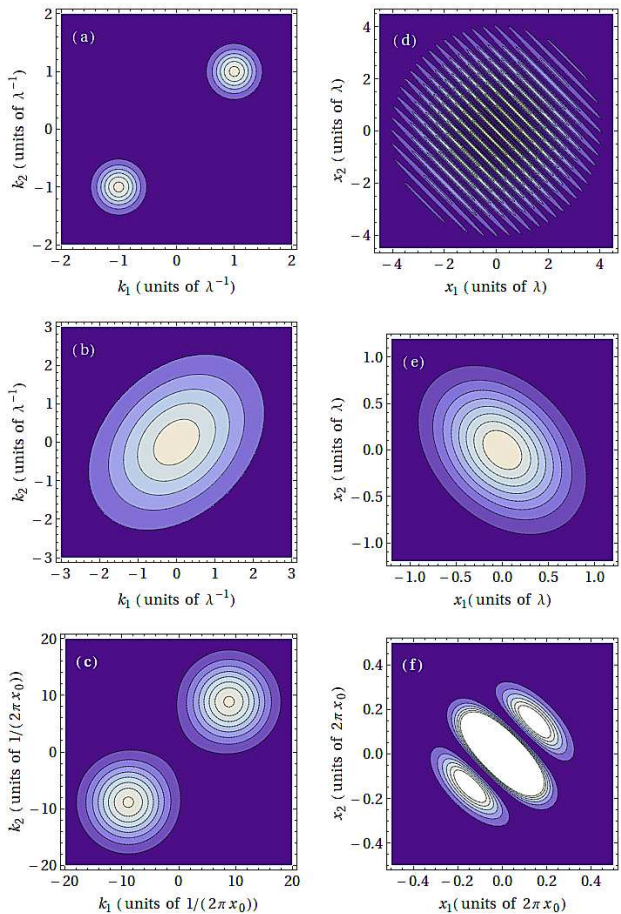 (a)
k₂ (units of λ⁻¹)
2
1
0
−1
−2
−2 −1 0 1 2
k₁ (units of λ⁻¹)
(d)
x₂ (units of λ)
4
2
0
−2
−4
−4 −2 0 2 4
x₁ (units of λ)
(b)
k₂ (units of λ⁻¹)
3
2
1
0
−1
−2
−3
−3 −2 −1 0 1 2 3
k₁ (units of λ⁻¹)
(e)
x₂ (units of λ)
1.0
0.5
0.0
−0.5
−1.0
−1.0 −0.5 0.0 0.5 1.0
x₁(units of λ)
(c)
k₂ (units of 1/(2π x₀))
20
10
0
−10
−20
−20 −10 0 10 20
k₁ (units of 1/(2π x₀))
(f)
x₂ (units of 2π x₀)
0.4
0.2
0.0
−0.2
−0.4
−0.4 −0.2 0.0 0.2 0.4
x₁(units of 2π x₀)